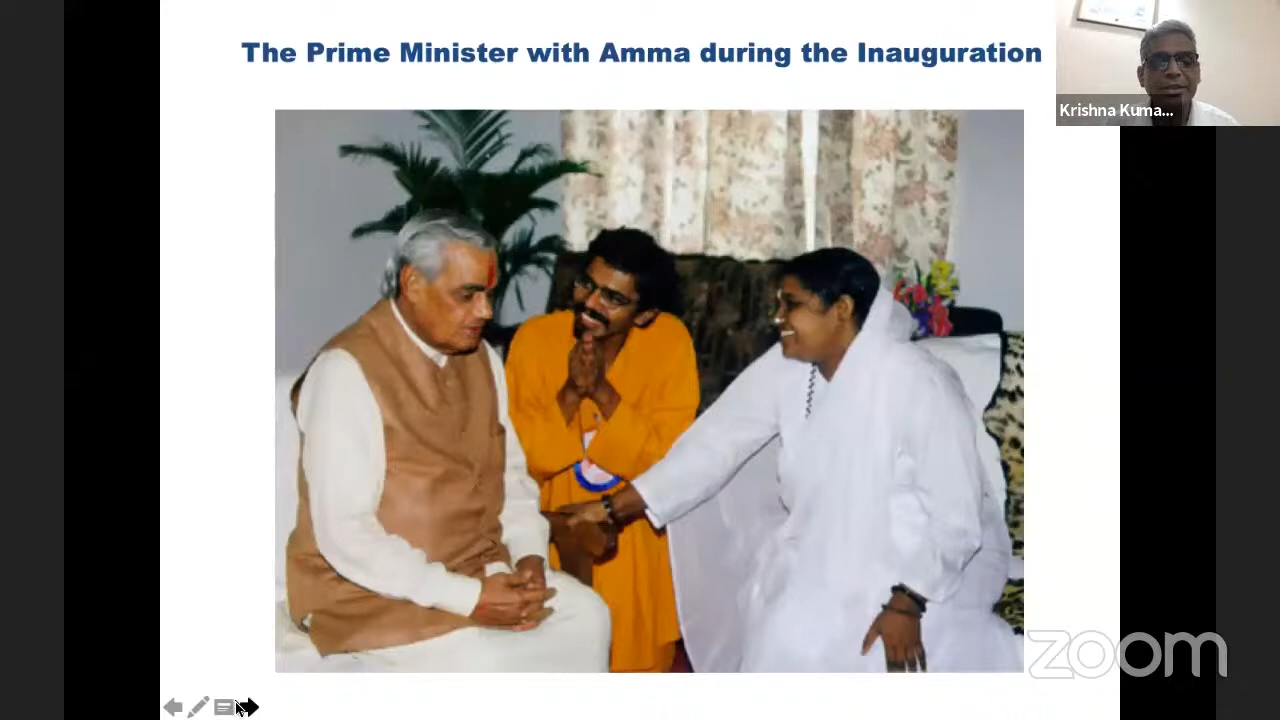 The Prime Minister with Amma during the Inauguration
Krishna Kuma...
zoom